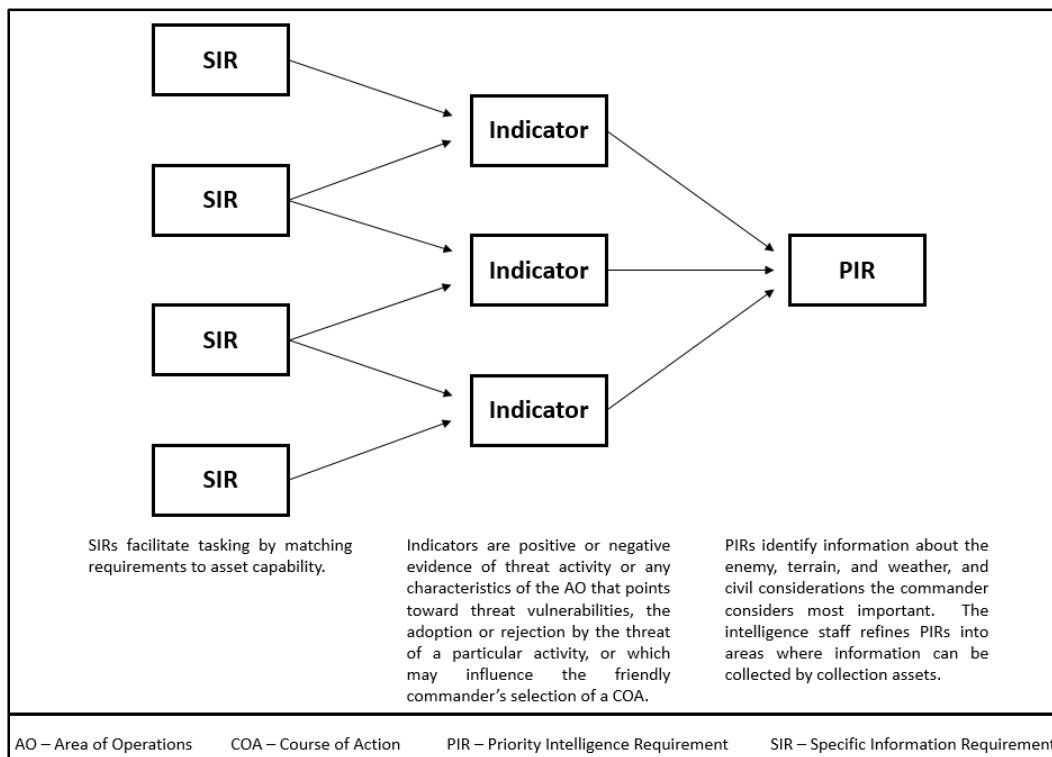 SIR
Indicator
SIR
Indicator
PIR
SIR
Indicator
SIR
SIRs facilitate tasking by matching
requirements to asset capability.
Indicators are positive or negative
evidence of threat activity or any
characteristics of the AO that points
toward threat vulnerabilities, the
adoption or rejection by the threat
of a particular activity, or which
may influence the friendly
commander's selection of a COA.
PIRs identify information about the
enemy, terrain, and weather, and
civil considerations the commander
considers most important. The
intelligence staff refines PIRs into
areas where information can be
collected by collection assets.
AO – Area of Operations COA – Course of Action PIR – Priority Intelligence Requirement SIR – Specific Information Requirement